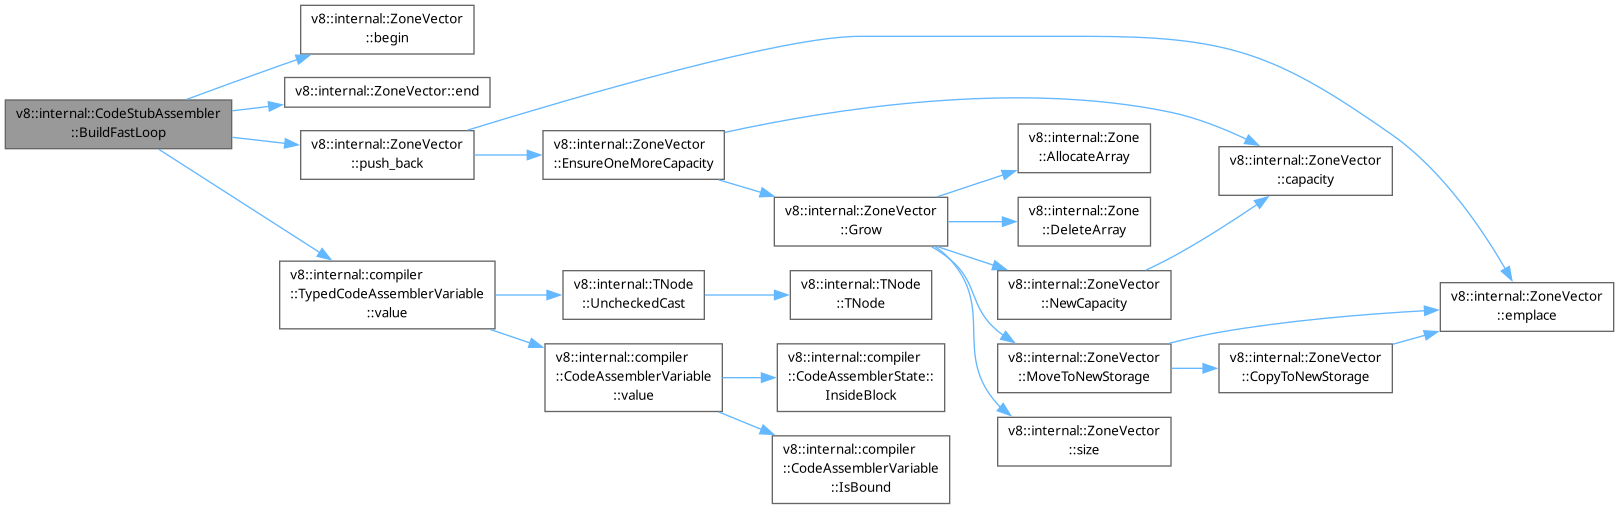 v8::internal::CodeStubAssembler
::BuildFastLoop
v8::internal::ZoneVector
::begin
v8::internal::ZoneVector::end
v8::internal::ZoneVector
::push_back
v8::internal::compiler
::TypedCodeAssemblerVariable
::value
v8::internal::ZoneVector
::EnsureOneMoreCapacity
v8::internal::TNode
::UncheckedCast
v8::internal::compiler
::CodeAssemblerVariable
::value
v8::internal::ZoneVector
::Grow
v8::internal::TNode
::TNode
v8::internal::compiler
::CodeAssemblerState::
InsideBlock
v8::internal::compiler
::CodeAssemblerVariable
::IsBound
v8::internal::Zone
::AllocateArray
v8::internal::Zone
::DeleteArray
v8::internal::ZoneVector
::NewCapacity
v8::internal::ZoneVector
::MoveToNewStorage
v8::internal::ZoneVector
::size
v8::internal::ZoneVector
::capacity
v8::internal::ZoneVector
::CopyToNewStorage
v8::internal::ZoneVector
::emplace